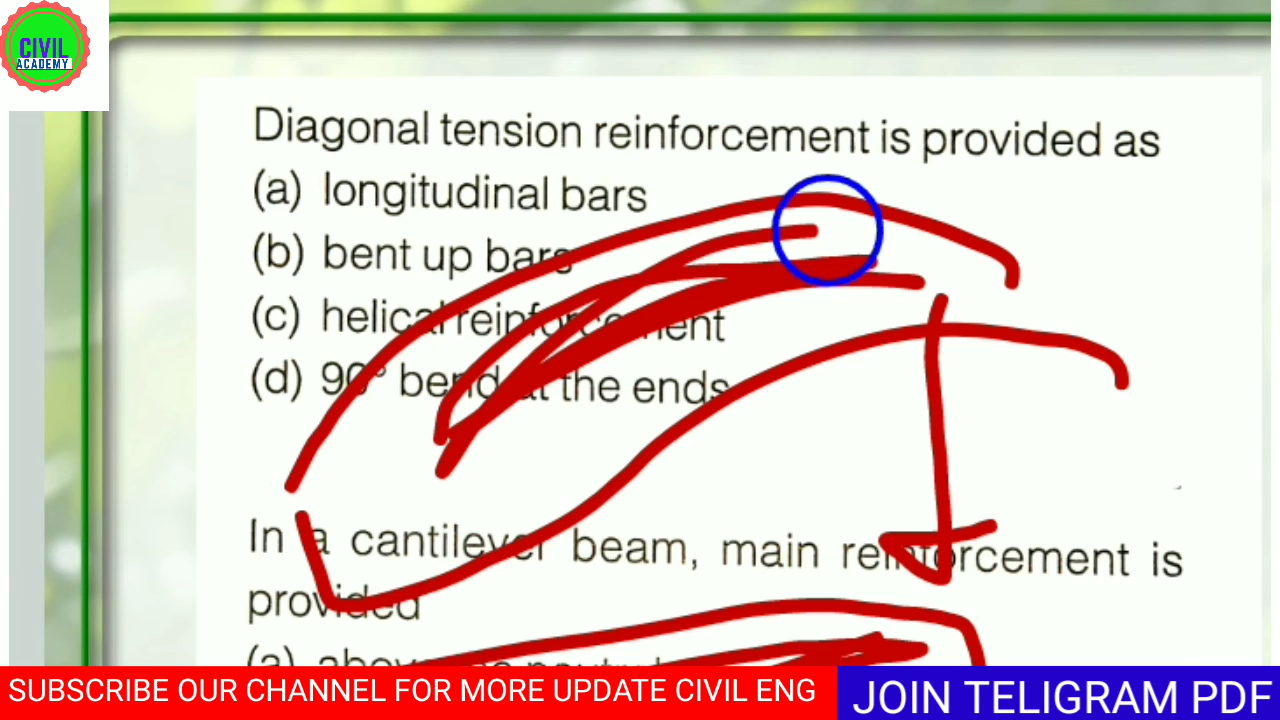 CIVIL
ACADEMY
Diagonal tension reinforcement is provided as
(a) longitudinal bars
(b) bent up bars
(c) helical reinforcement
(d) 90° bend at the ends
In a cantilever beam, main reinforcement is
provided
(a) above
SUBSCRIBE OUR CHANNEL FOR MORE UPDATE CIVIL ENG
JOIN TELIGRAM PDF